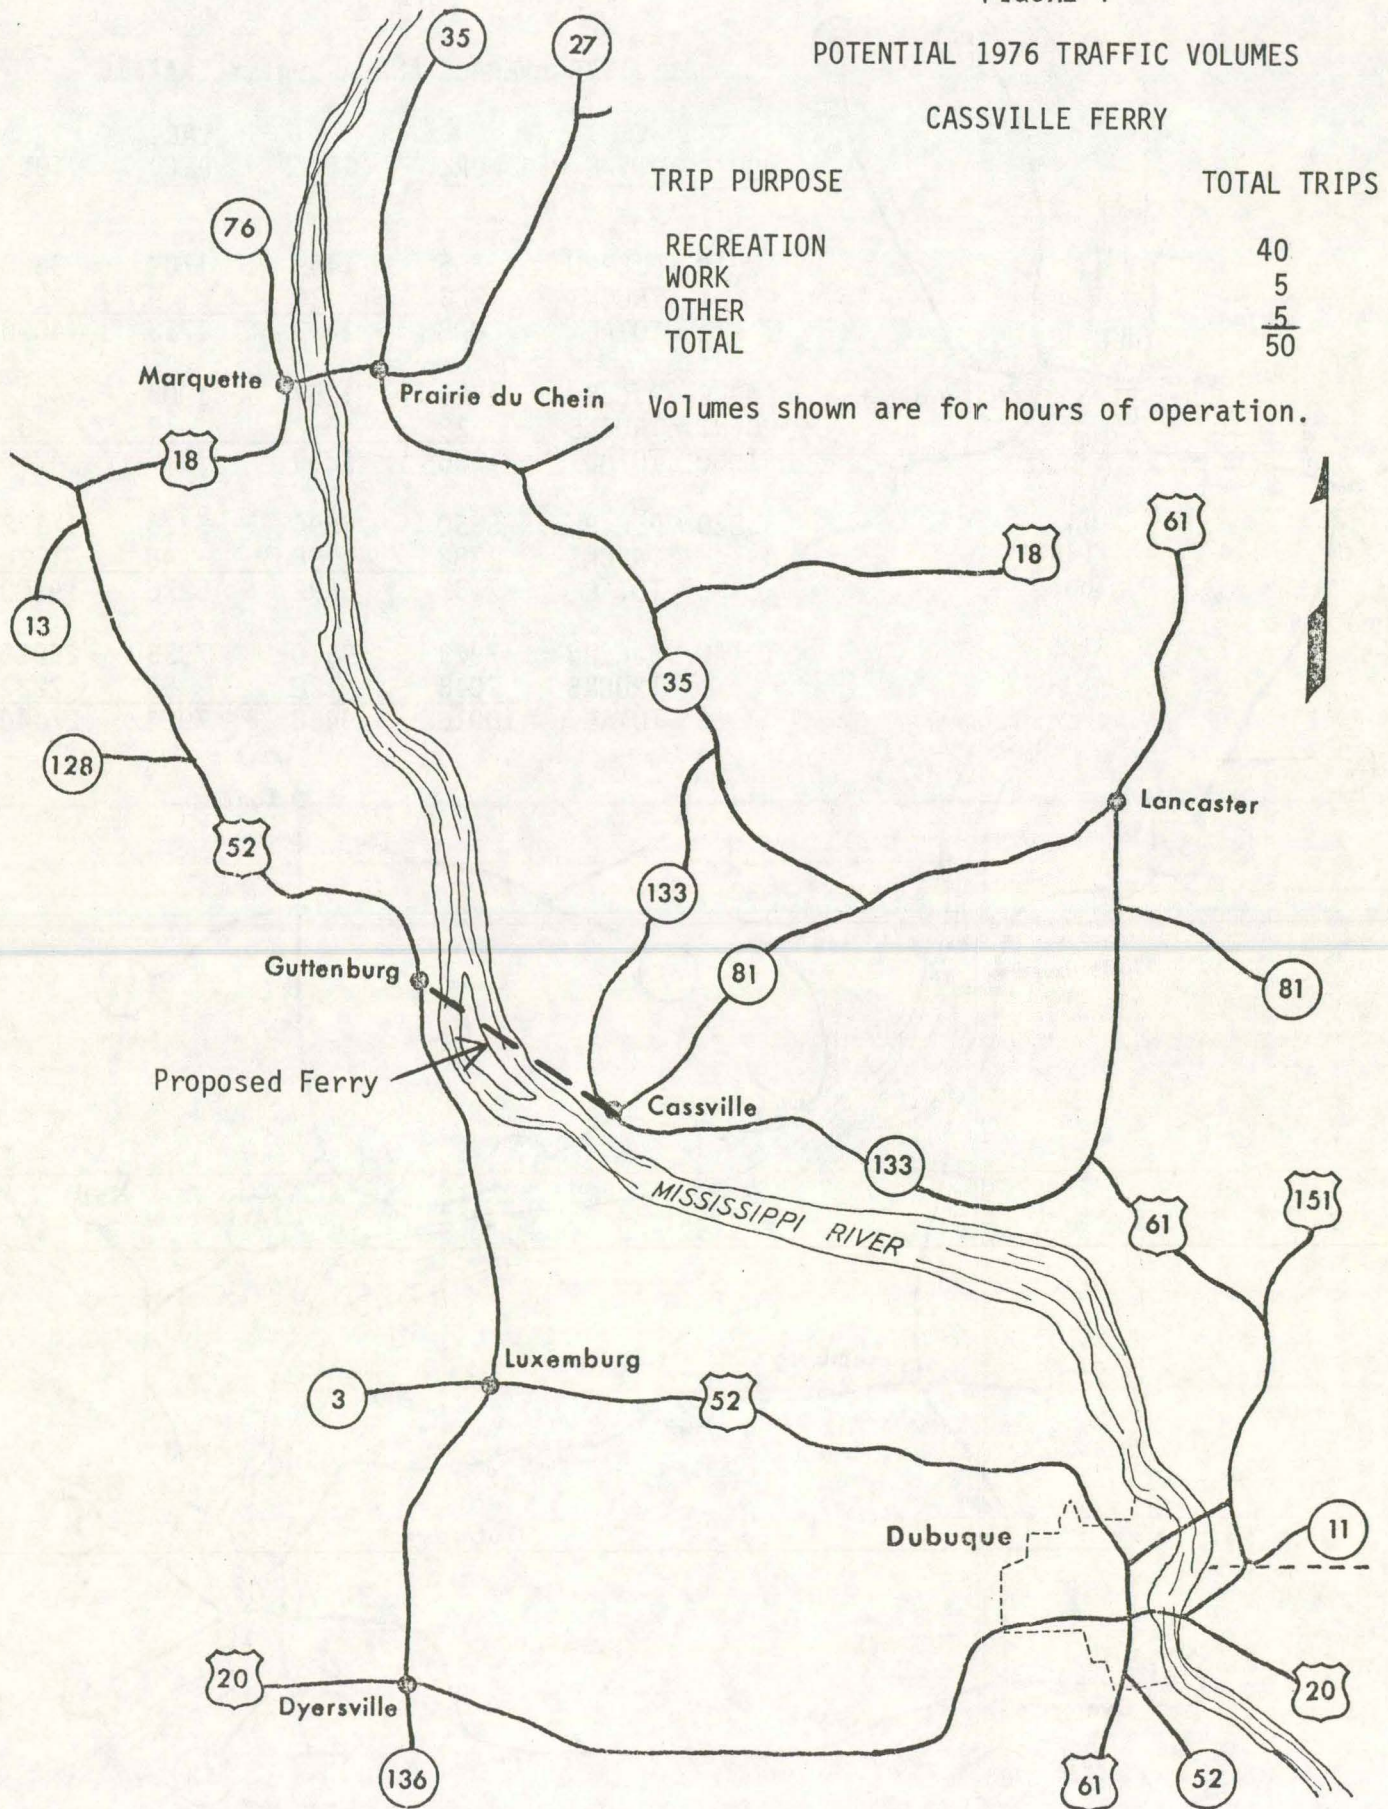 POTENTIAL 1976 TRAFFIC VOLUMES
CASSVILLE FERRY
TRIP PURPOSE TOTAL TRIPS
RECREATION 40
WORK 5
OTHER 5
TOTAL 50
Volumes shown are for hours of operation.
35
27
76
Marquette
Prairie du Chein
18
18
61
13
35
128
Lancaster
52
133
Guttenburg
81
81
Proposed Ferry
Cassville
133
MISSISSIPPI RIVER
61
151
Luxemburg
3
52
Dubuque
11
20
Dyersville
20
136
61
52